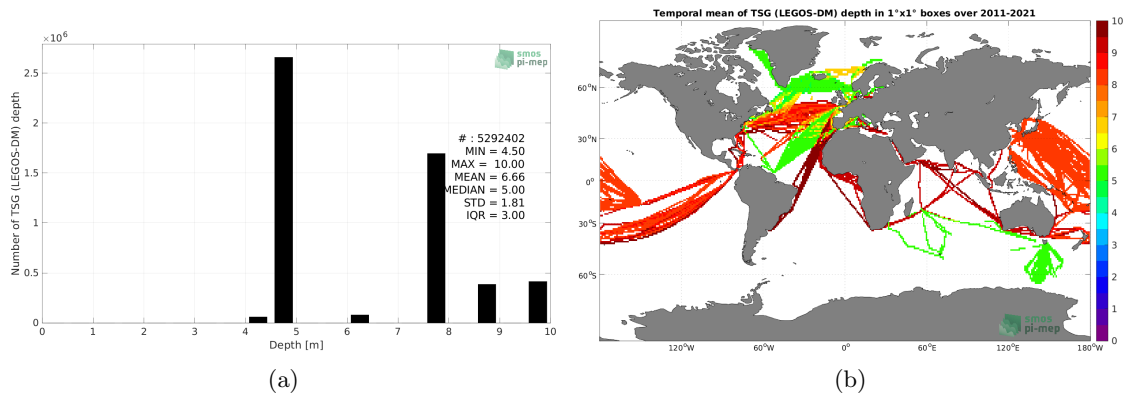 ×10⁶
2.5
2
1.5
1
0.5
0
Number of TSG (LEGOS-DM) depth
smos
pi-mep
# : 5292402
MIN = 4.50
MAX = 10.00
MEAN = 6.66
MEDIAN = 5.00
STD = 1.81
IQR = 3.00
0 1 2 3 4 5 6 7 8 9 10
Depth [m]
(a)
Temporal mean of TSG (LEGOS-DM) depth in 1°x1° boxes over 2011-2021
60°N
30°N
0°
30°S
60°S
120°W 60°W 0° 60°E 120°E 180°W
smos
pi-mep
10
9
8
7
6
5
4
3
2
1
0
(b)